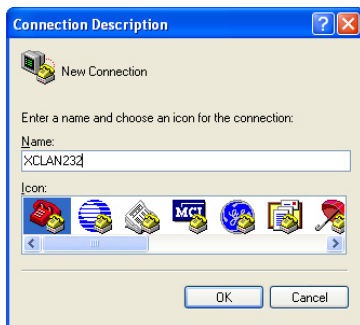 Connection Description
New Connection
Enter a name and choose an icon for the connection:
Name:
XCLAN232
Icon:
MCI
OK
Cancel